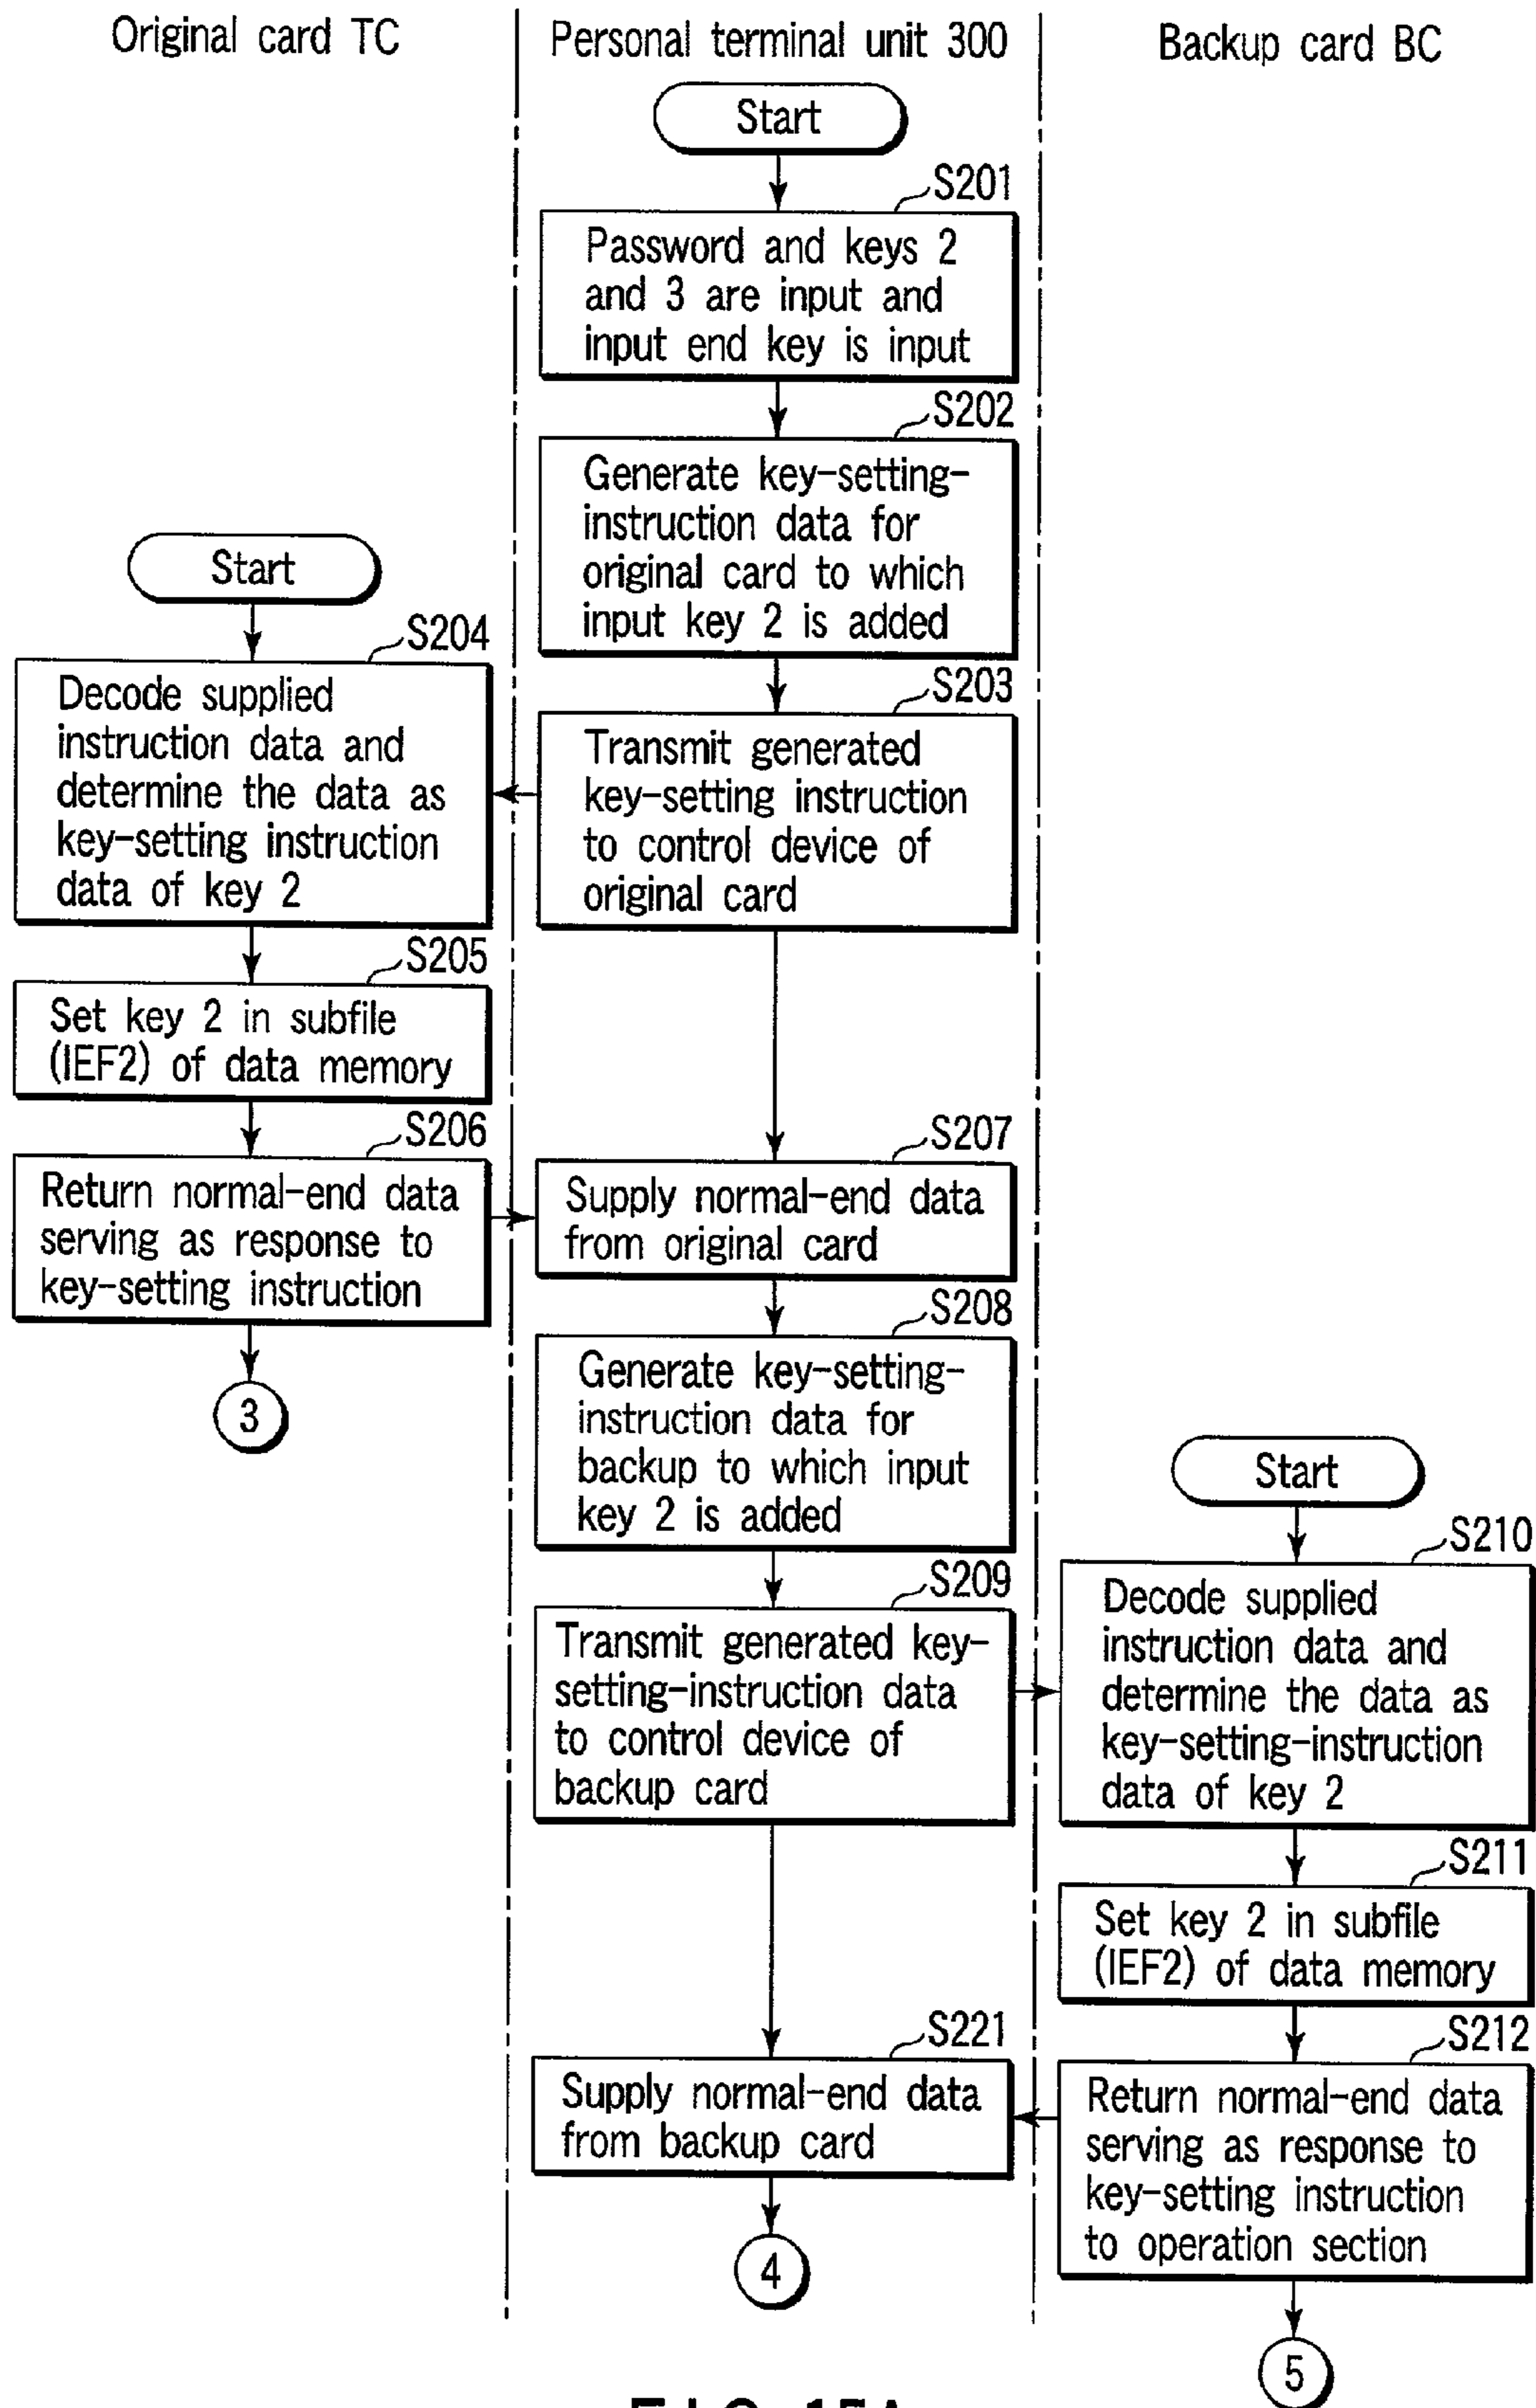 Original card TC
Personal terminal unit 300
Backup card BC
Start
S201
Password and keys 2
and 3 are input and
input end key is input
S202
Generate key-setting-
instruction data for
original card to which
input key 2 is added
Start
S204
Decode supplied
instruction data and
determine the data as
key-setting instruction
data of key 2
S203
Transmit generated
key-setting instruction
to control device of
original card
S205
Set key 2 in subfile
(IEF2) of data memory
S206
Return normal-end data
serving as response to
key-setting instruction
3
S207
Supply normal-end data
from original card
S208
Generate key-setting-
instruction data for
backup to which input
key 2 is added
S209
Transmit generated key-
setting-instruction data
to control device of
backup card
Start
S210
Decode supplied
instruction data and
determine the data as
key-setting-instruction
data of key 2
S211
Set key 2 in subfile
(IEF2) of data memory
S212
Return normal-end data
serving as response to
key-setting instruction
to operation section
S221
Supply normal-end data
from backup card
4
5